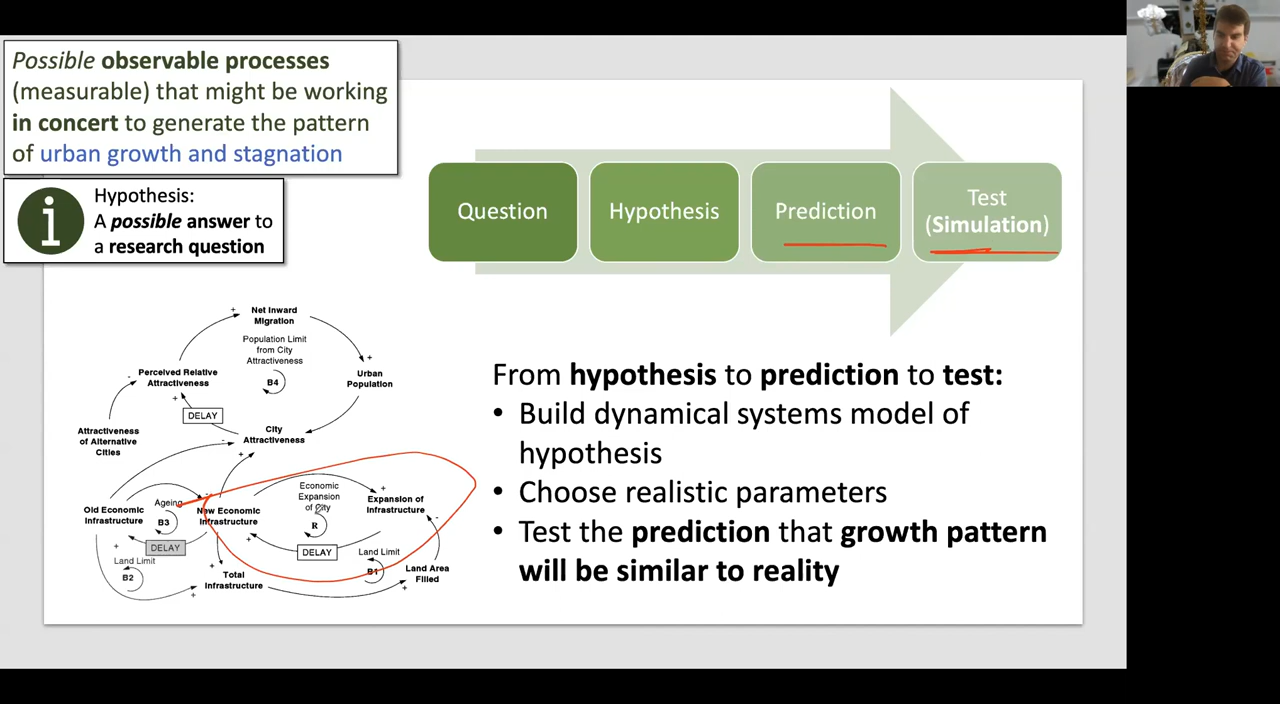 Possible observable processes
(measurable) that might be working
in concert to generate the pattern
of urban growth and stagnation
Hypothesis:
A possible answer to
a research question
Question
Hypothesis
Prediction
Test
(Simulation)
Net Inward
Migration
+
Population Limit
from City
Attractiveness
B4
+
Urban
Population
Perceived Relative
Attractiveness
-
+
DELAY
Attractiveness
of Alternative
Cities
City
Attractiveness
-
+
Old Economic
Infrastructure
Ageing
B3
DELAY
+
Land Limit
B2
New Economic
Infrastructure
-
+
Economic
Expansion
of City
R
DELAY
Expansion of
Infrastructure
+
-
Land Limit
B1
Land Area
Filled
+
Total
Infrastructure
+
+
From hypothesis to prediction to test:
• Build dynamical systems model of
hypothesis
• Choose realistic parameters
• Test the prediction that growth pattern
will be similar to reality